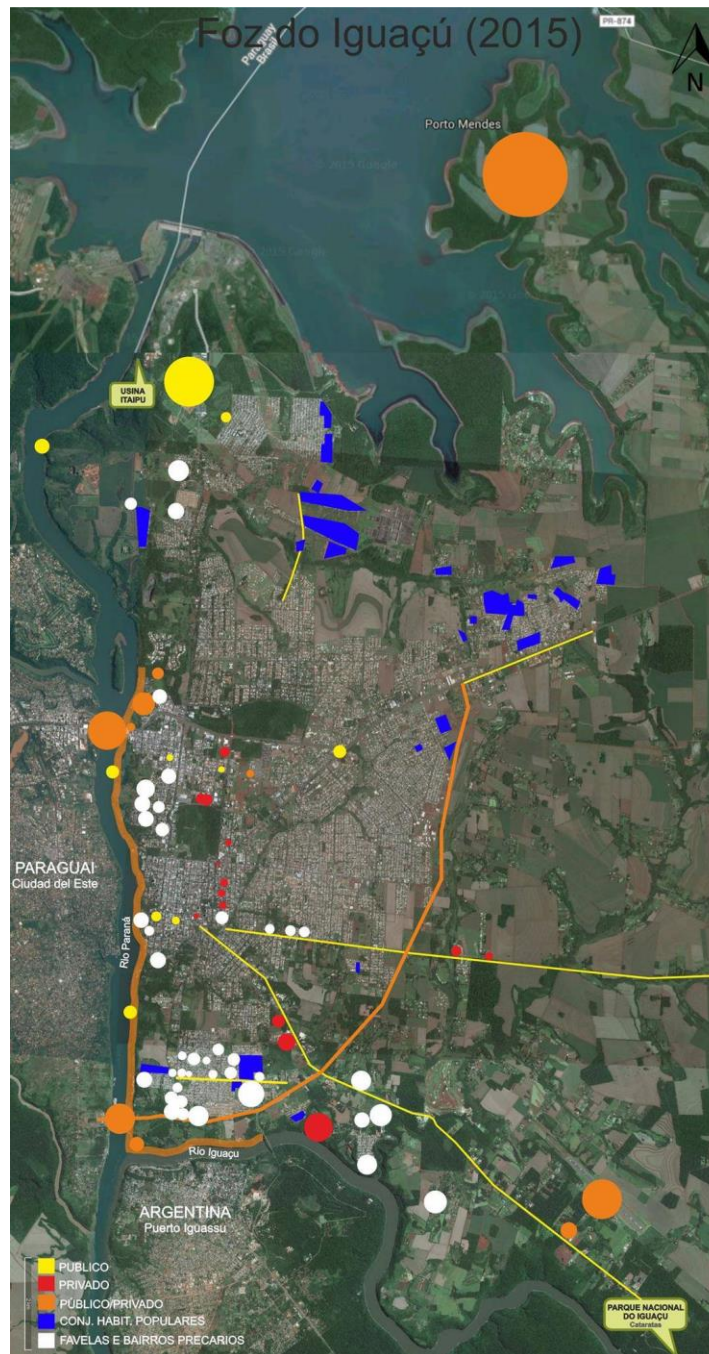 Foz do Iguaçú (2015)
PR-874
Paraguay
Brasil
N
Porto Mendes
© 2015 Google
USINA
ITAIPU
PARAGUAI
Ciudad del Este
Rio Paraná
Rio Iguaçu
ARGENTINA
Puerto Iguassu
PUBLICO
PRIVADO
PÚBLICO/PRIVADO
CONJ. HABIT. POPULARES
FAVELAS E BAIRROS PRECARIOS
PARQUE NACIONAL
DO IGUAÇU
Cataratas